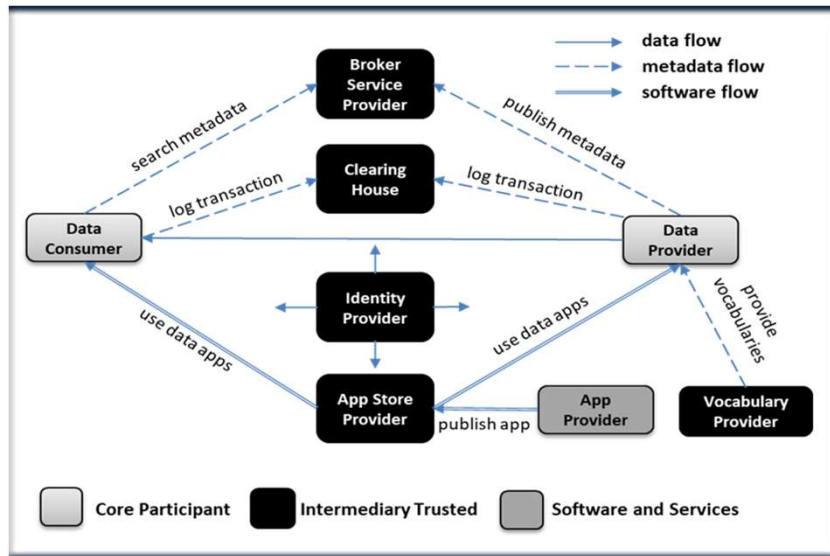 Broker
Service
Provider
data flow
metadata flow
software flow
search metadata
publish metadata
Clearing
House
log transaction
log transaction
Data
Consumer
Data
Provider
Identity
Provider
use data apps
use data apps
provide
vocabularies
App Store
Provider
publish app
App
Provider
Vocabulary
Provider
Core Participant
Intermediary Trusted
Software and Services